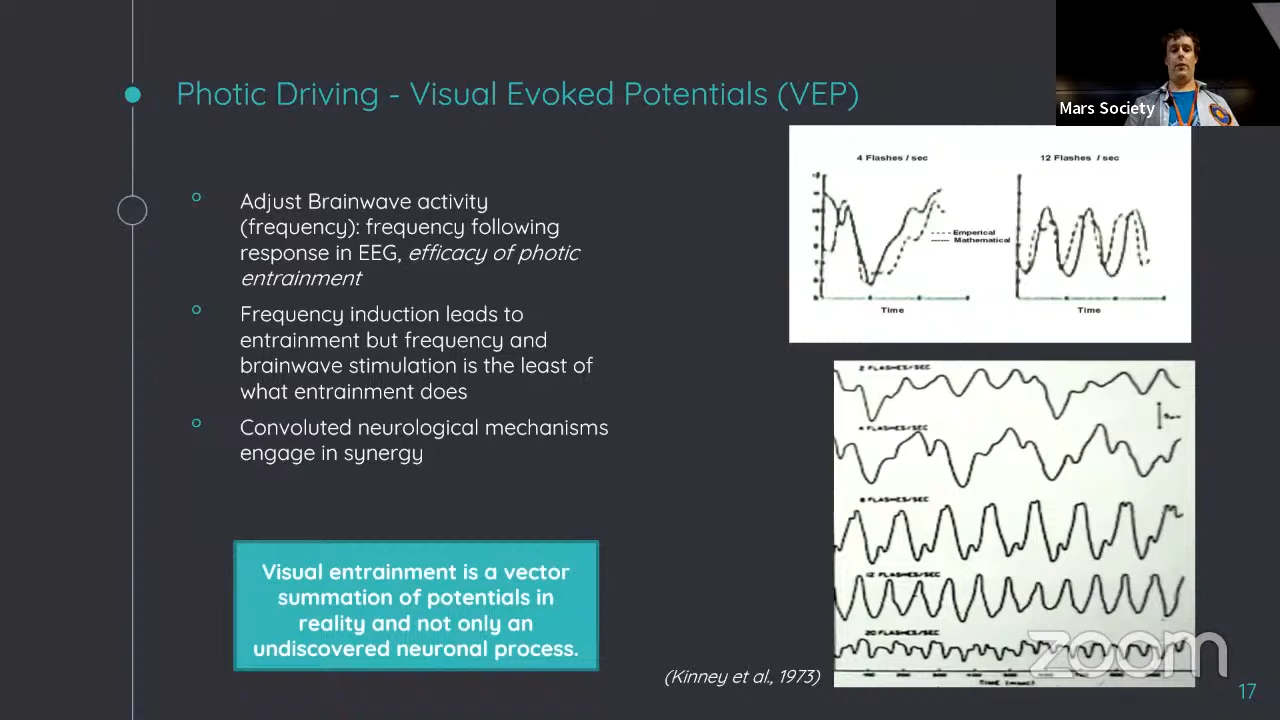 Photic Driving - Visual Evoked Potentials (VEP)
Mars Society
Adjust Brainwave activity
(frequency): frequency following
response in EEG, efficacy of photic
entrainment
Frequency induction leads to
entrainment but frequency and
brainwave stimulation is the least of
what entrainment does
Convoluted neurological mechanisms
engage in synergy
Visual entrainment is a vector
summation of potentials in
reality and not only an
undiscovered neuronal process.
4 Flashes / sec
12 Flashes / sec
Emperical
Mathematical
Time
Time
2 FLASHES/SEC
4 FLASHES/SEC
8 FLASHES/SEC
12 FLASHES/SEC
20 FLASHES/SEC
(Kinney et al., 1973)
zoom
17